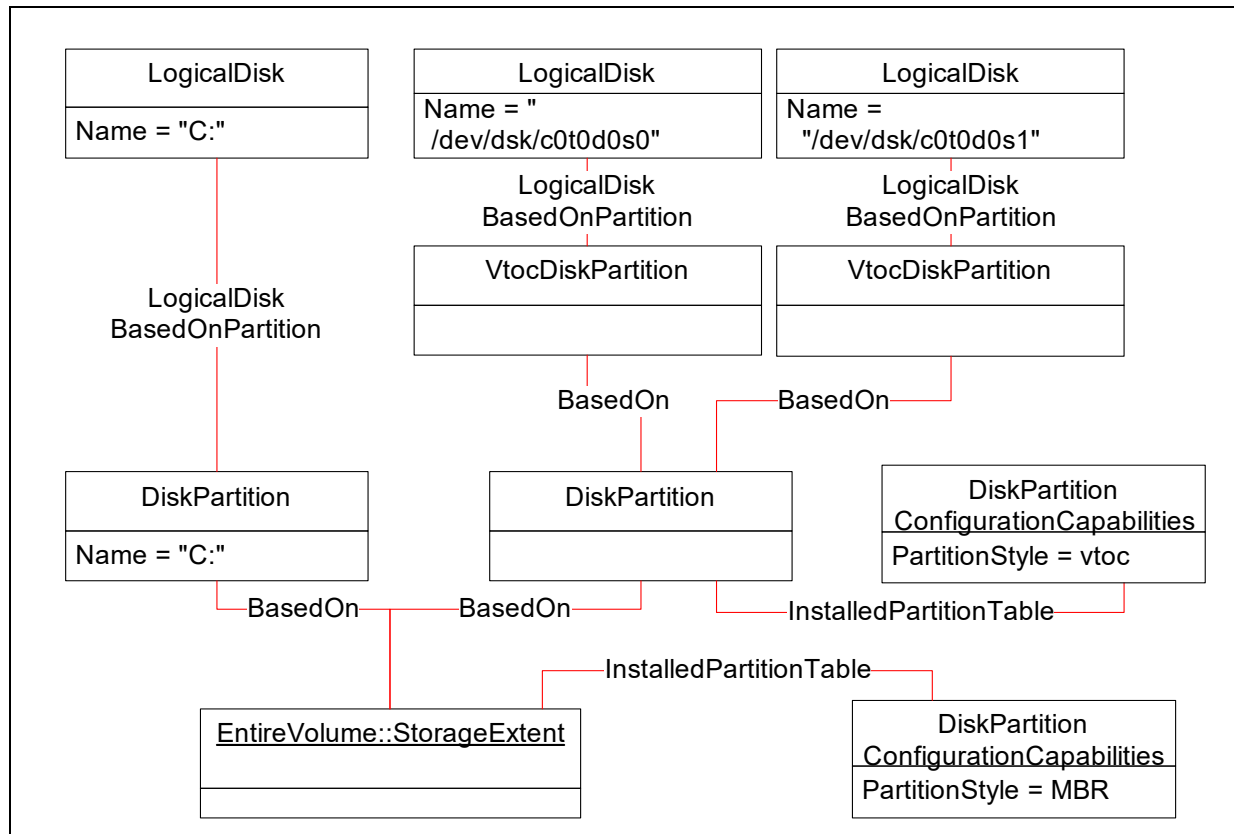 LogicalDisk
Name = "C:"
LogicalDisk
Name = "
/dev/dsk/c0t0d0s0"
LogicalDisk
Name =
"/dev/dsk/c0t0d0s1"
LogicalDisk
BasedOnPartition
LogicalDisk
BasedOnPartition
LogicalDisk
BasedOnPartition
VtocDiskPartition
VtocDiskPartition
BasedOn
BasedOn
DiskPartition
Name = "C:"
DiskPartition
DiskPartition
ConfigurationCapabilities
PartitionStyle = vtoc
BasedOn
BasedOn
InstalledPartitionTable
InstalledPartitionTable
EntireVolume::StorageExtent
DiskPartition
ConfigurationCapabilities
PartitionStyle = MBR